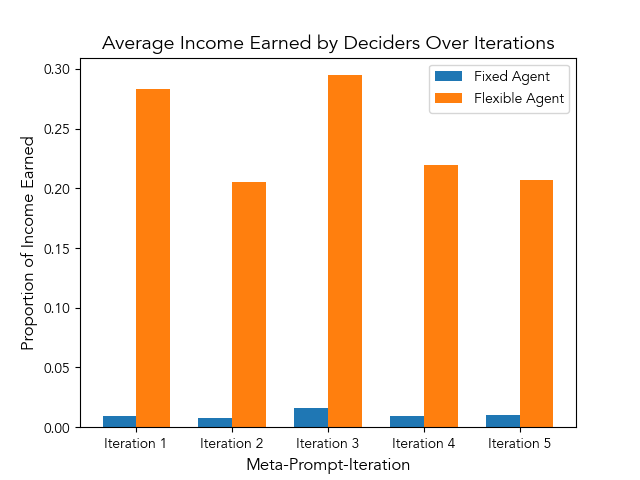 Average Income Earned by Deciders Over Iterations
Fixed Agent
Flexible Agent
Proportion of Income Earned
0.30
0.25
0.20
0.15
0.10
0.05
0.00
Iteration 1 Iteration 2 Iteration 3 Iteration 4 Iteration 5
Meta-Prompt-Iteration